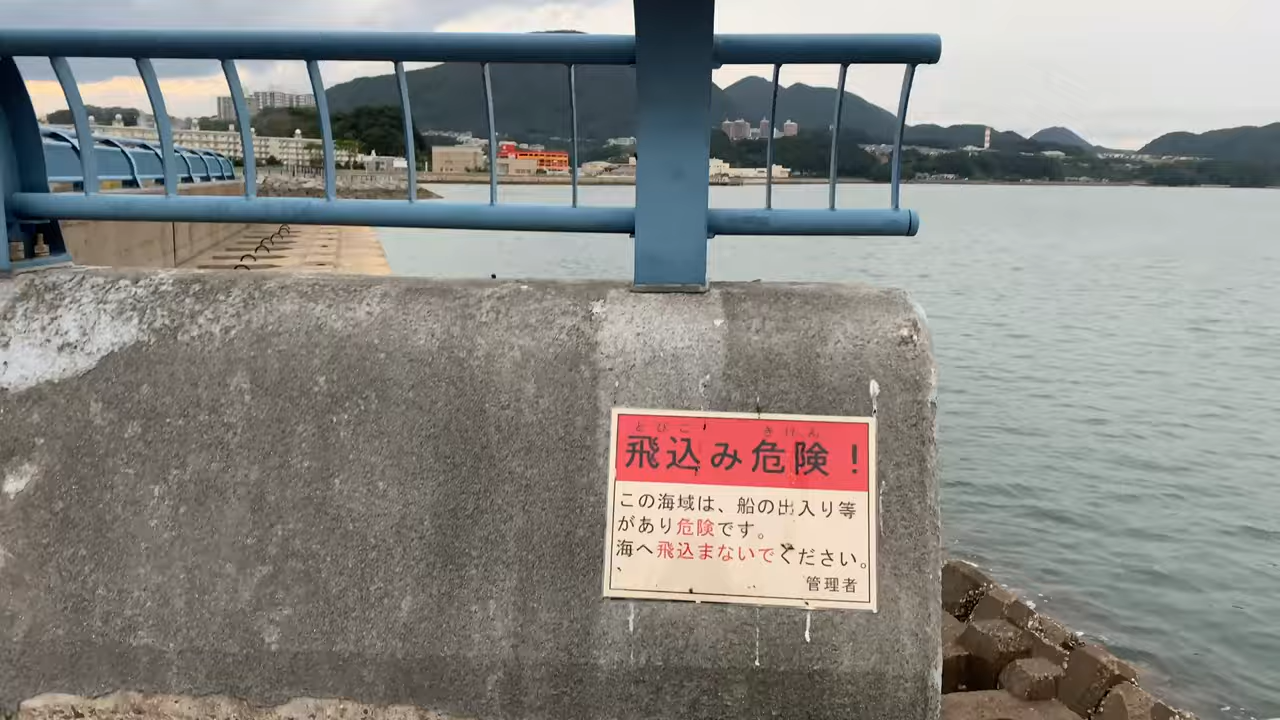 とびこ きけん
飛込み危険！
この海域は、船の出入り等
があり危険です。
海へ飛込まないでください。
管理者